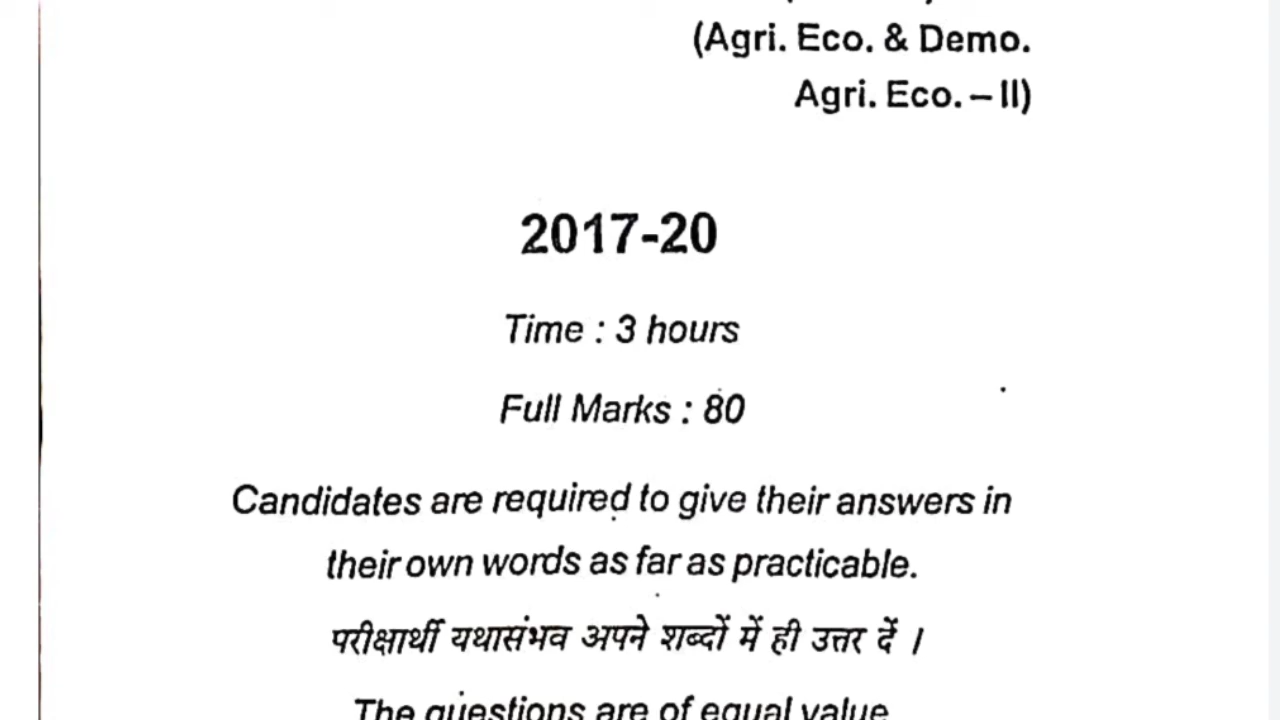 (Agri. Eco. & Demo.
Agri. Eco. – II)
2017-20
Time : 3 hours
Full Marks : 80
Candidates are required to give their answers in
their own words as far as practicable.
परीक्षार्थी यथासंभव अपने शब्दों में ही उत्तर दें ।
The questions are of equal value